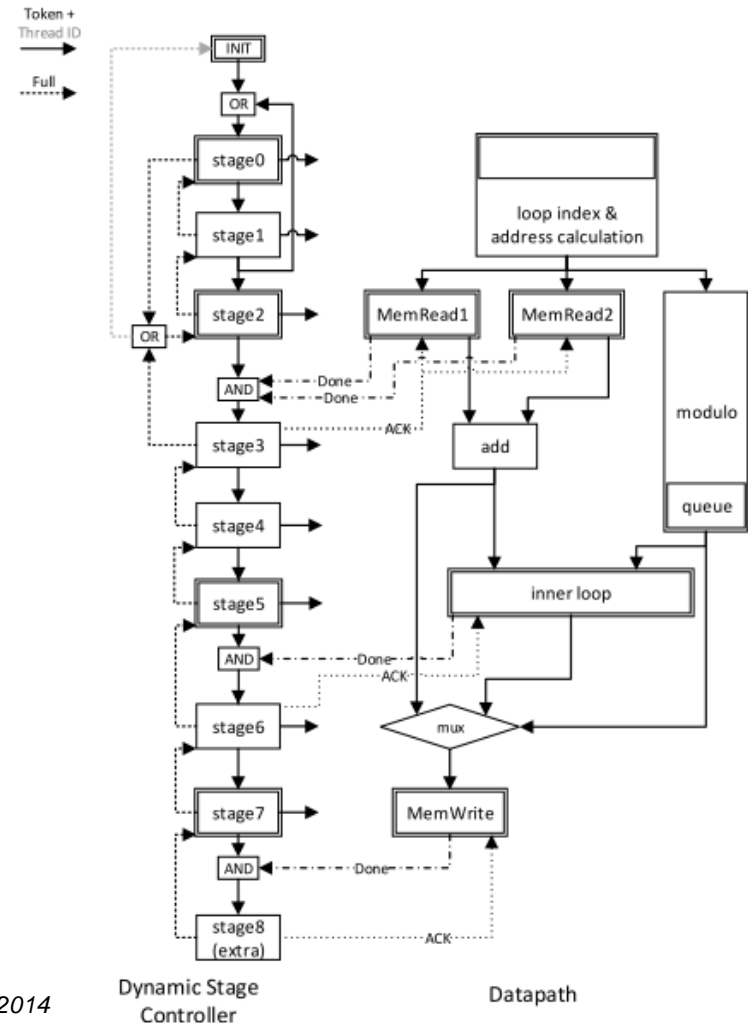 Token +
Thread ID
Full
INIT
OR
stage0
stage1
loop index &
address calculation
stage2
MemRead1
MemRead2
OR
AND
Done
Done
modulo
stage3
ACK
add
queue
stage4
stage5
inner loop
AND
Done
ACK
stage6
mux
stage7
MemWrite
AND
Done
stage8
(extra)
ACK
2014
Dynamic Stage
Controller
Datapath